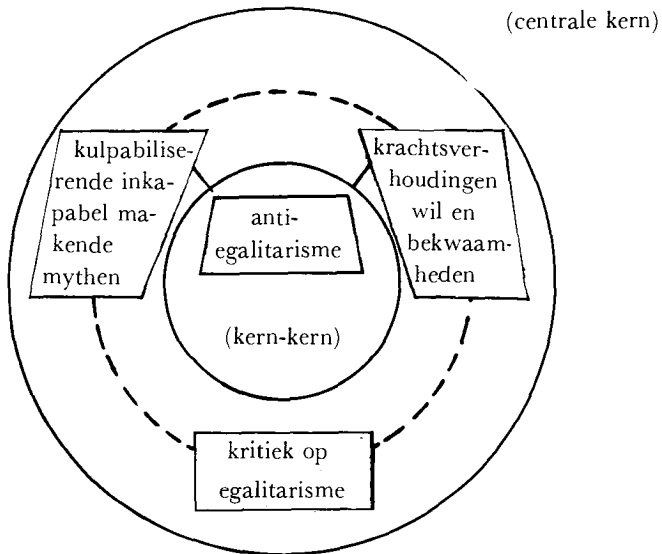 (centrale kern)
kulpabilise-
rende inka-
pabel ma-
kende
mythen
krachtsver-
houdingen
wil en
bekwaam-
heden
anti-
egalitarisme
(kern-kern)
kritiek op
egalitarisme